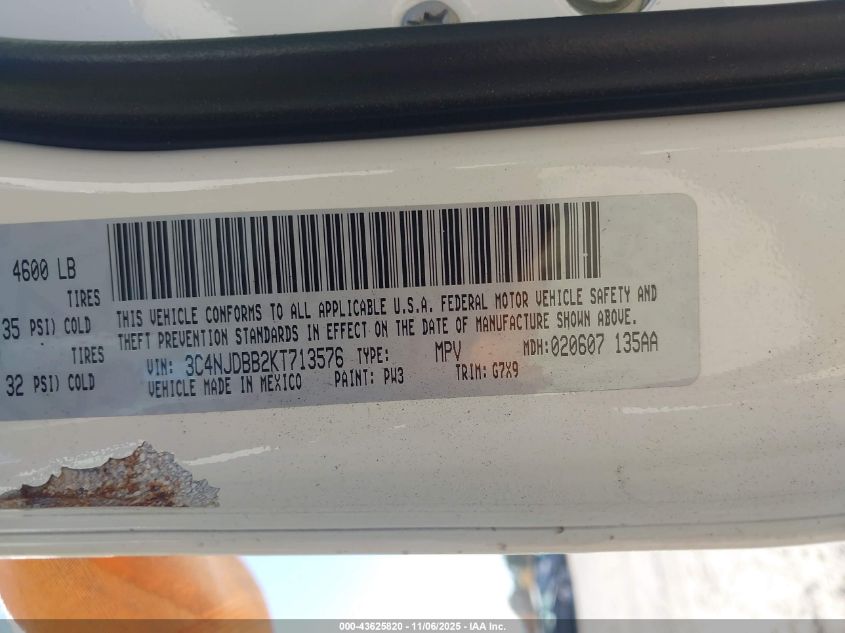 4600 LB
TIRES
35 PSI) COLD
TIRES
32 PSI) COLD
THIS VEHICLE CONFORMS TO ALL APPLICABLE U.S.A. FEDERAL MOTOR VEHICLE SAFETY AND
THEFT PREVENTION STANDARDS IN EFFECT ON THE DATE OF MANUFACTURE SHOWN ABOVE.
VIN: 3C4NJDBB2KT713576 TYPE: MPV MDH:020607 135AA
VEHICLE MADE IN MEXICO PAINT: PW3 TRIM: G7X9
000-43625820 - 11/06/2025 - IAA Inc.